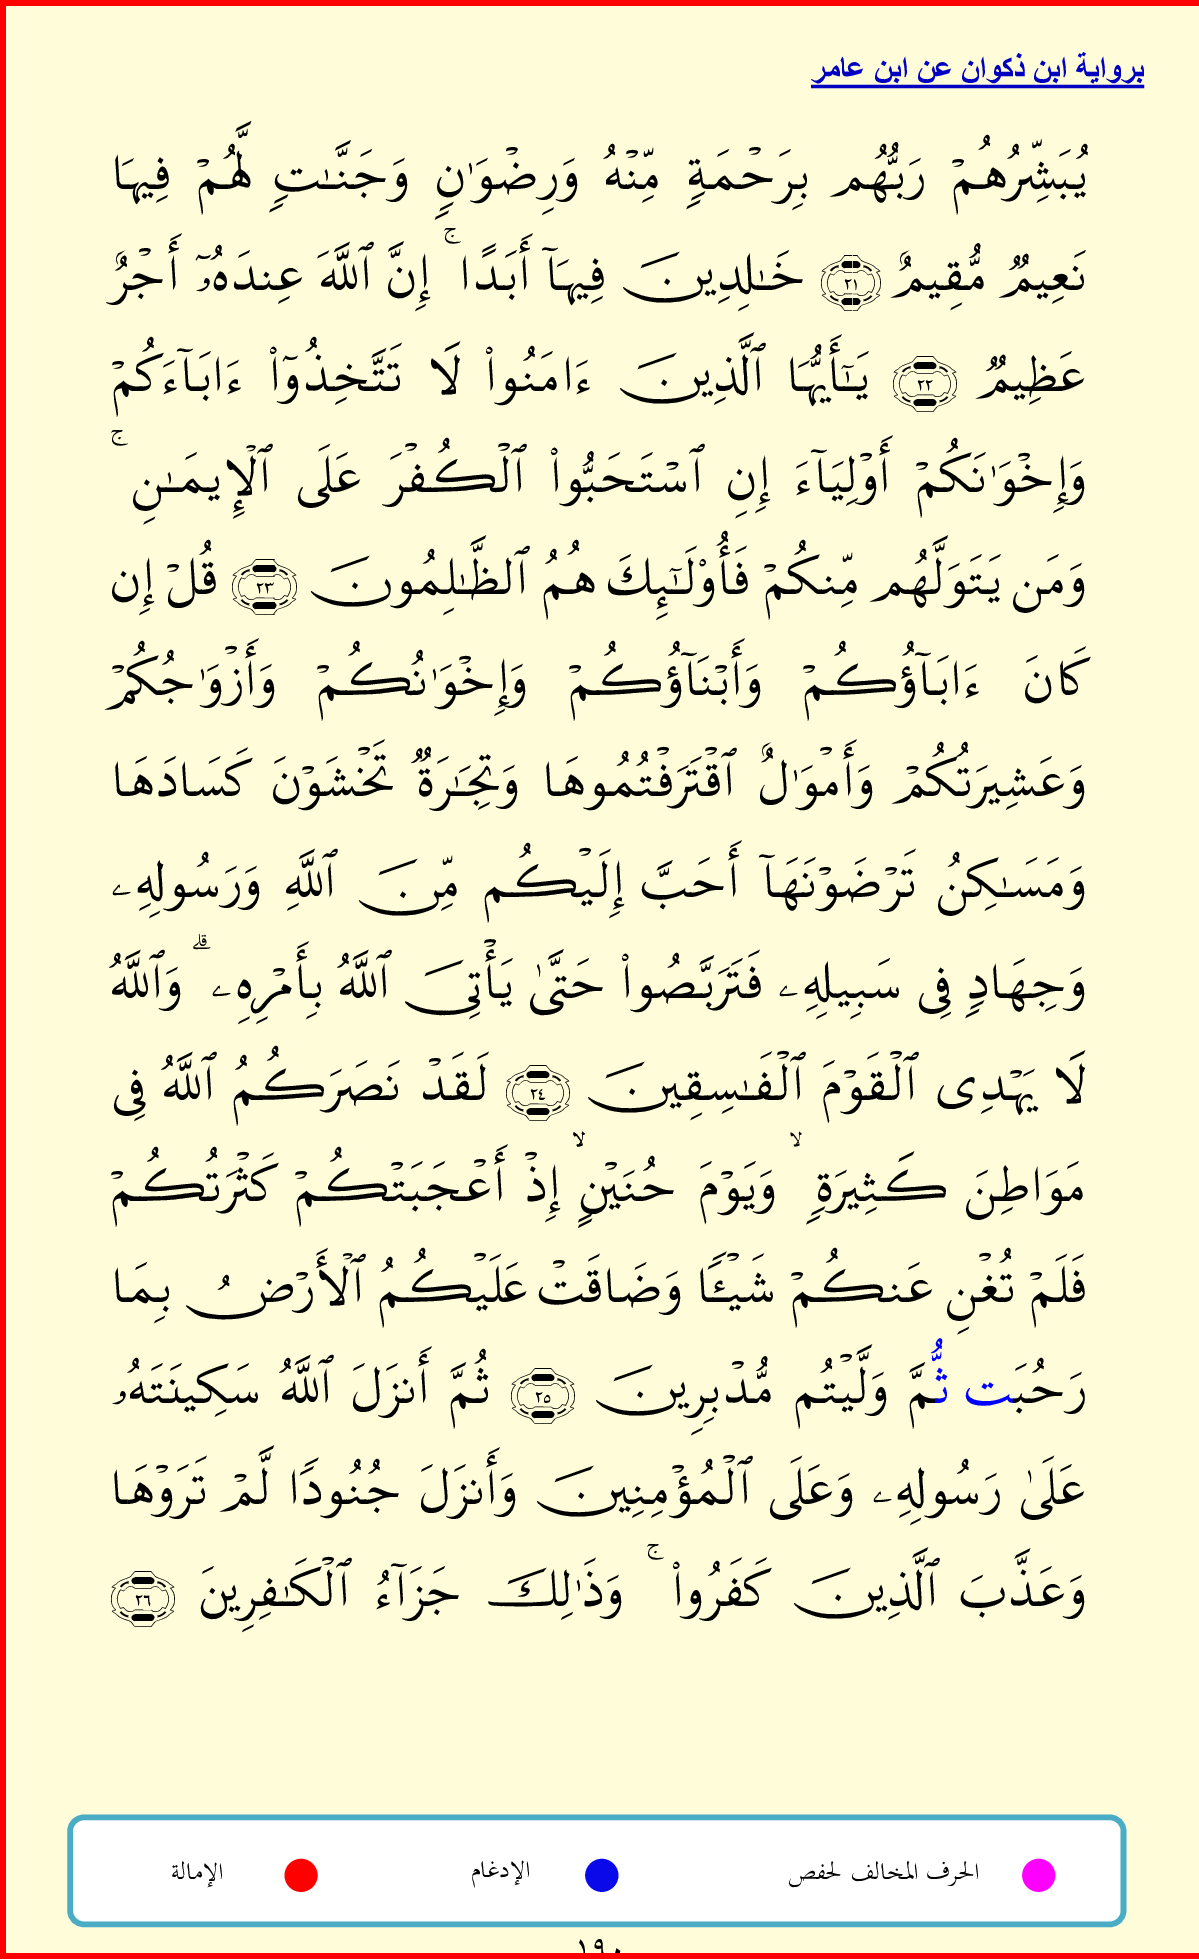 برواية ابن ذكوان عن ابن عامر
يُبَشِّرُهُمۡ رَبُّهُم بِرَحۡمَةٖ مِّنۡهُ وَرِضۡوَٰنٖ وَجَنَّـٰتٖ لَّهُمۡ فِيهَا
نَعِيمٞ مُّقِيمٌ ٢١ خَـٰلِدِينَ فِيهَآ أَبَدًاۚ إِنَّ ٱللَّهَ عِندَهُۥٓ أَجۡرٌ
عَظِيمٞ ٢٢ يَـٰٓأَيُّهَا ٱلَّذِينَ ءَامَنُواْ لَا تَتَّخِذُوٓاْ ءَابَآءَكُمۡ
وَإِخۡوَٰنَكُمۡ أَوۡلِيَآءَ إِنِ ٱسۡتَحَبُّواْ ٱلۡكُفۡرَ عَلَى ٱلۡإِيمَـٰنِۚ
وَمَن يَتَوَلَّهُم مِّنكُمۡ فَأُوْلَـٰٓئِكَ هُمُ ٱلظَّـٰلِمُونَ ٢٣ قُلۡ إِن
كَانَ ءَابَآؤُكُمۡ وَأَبۡنَآؤُكُمۡ وَإِخۡوَٰنُكُمۡ وَأَزۡوَٰجُكُمۡ
وَعَشِيرَتُكُمۡ وَأَمۡوَٰلٌ ٱقۡتَرَفۡتُمُوهَا وَتِجَـٰرَةٞ تَخۡشَوۡنَ كَسَادَهَا
وَمَسَـٰكِنُ تَرۡضَوۡنَهَآ أَحَبَّ إِلَيۡكُم مِّنَ ٱللَّهِ وَرَسُولِهِۦ
وَجِهَادٖ فِي سَبِيلِهِۦ فَتَرَبَّصُواْ حَتَّىٰ يَأۡتِيَ ٱللَّهُ بِأَمۡرِهِۦۗ وَٱللَّهُ
لَا يَهۡدِي ٱلۡقَوۡمَ ٱلۡفَـٰسِقِينَ ٢٤ لَقَدۡ نَصَرَكُمُ ٱللَّهُ فِي
مَوَاطِنَ كَثِيرَةٖۙ وَيَوۡمَ حُنَيۡنٍۙ إِذۡ أَعۡجَبَتۡكُمۡ كَثۡرَتُكُمۡ
فَلَمۡ تُغۡنِ عَنكُمۡ شَيۡـًٔا وَضَاقَتۡ عَلَيۡكُمُ ٱلۡأَرۡضُ بِمَا
رَحُبَت ثُّمَّ وَلَّيۡتُم مُّدۡبِرِينَ ٢٥ ثُمَّ أَنزَلَ ٱللَّهُ سَكِينَتَهُۥ
عَلَىٰ رَسُولِهِۦ وَعَلَى ٱلۡمُؤۡمِنِينَ وَأَنزَلَ جُنُودٗا لَّمۡ تَرَوۡهَا
وَعَذَّبَ ٱلَّذِينَ كَفَرُواْۚ وَذَٰلِكَ جَزَآءُ ٱلۡكَـٰفِرِينَ ٢٦
الحرف المخالف لحفص الإدغام الإمالة
١٩٠